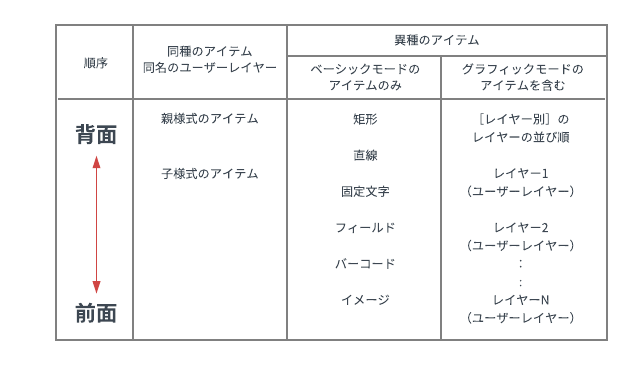 順序
同種のアイテム
同名のユーザーレイヤー
異種のアイテム
ベーシックモードの
アイテムのみ
グラフィックモードの
アイテムを含む
背面
前面
親様式のアイテム
子様式のアイテム
矩形
直線
固定文字
フィールド
バーコード
イメージ
［レイヤー別］の
レイヤーの並び順
レイヤー1
（ユーザーレイヤー）
レイヤー2
（ユーザーレイヤー）
：
：
レイヤーN
（ユーザーレイヤー）